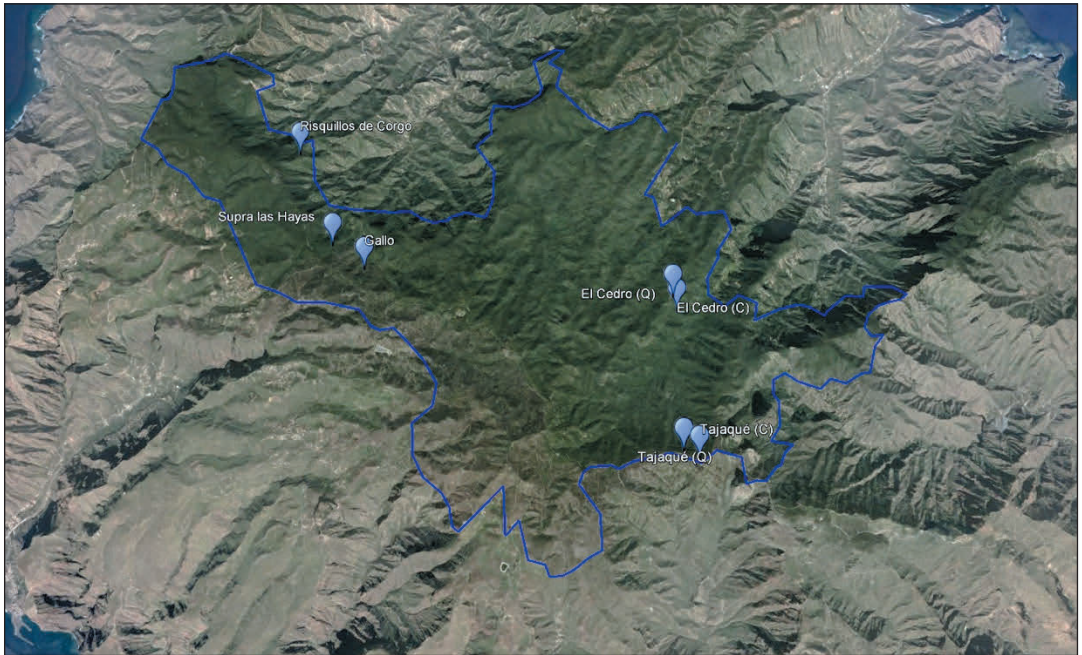 Risquillos de Corgo
Supra las Hayas
Gallo
El Cedro (Q)
El Cedro (C)
Tajaqué (C)
Tajaqué (Q)